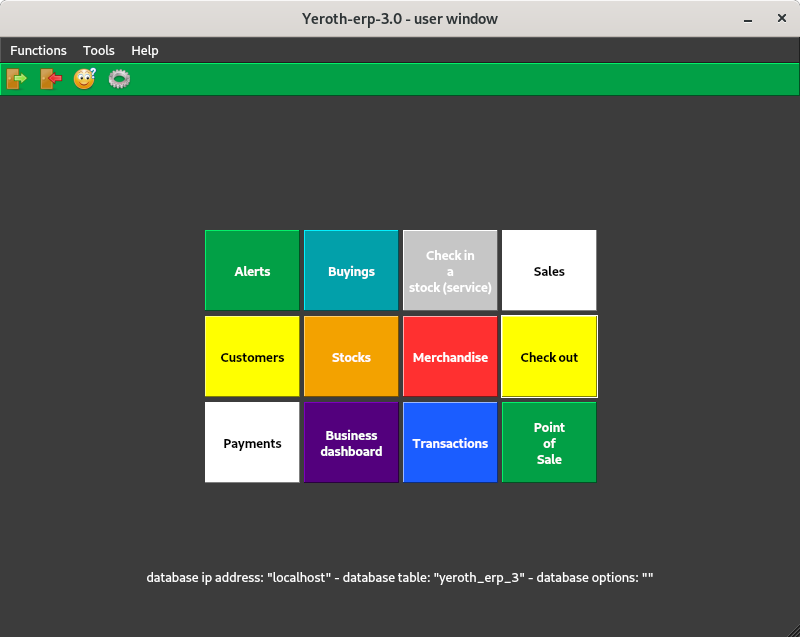 Yeroth-erp-3.0 - user window
Functions Tools Help
Alerts
Buyings
Check in
a
stock (service)
Sales
Customers
Stocks
Merchandise
Check out
Payments
Business
dashboard
Transactions
Point
of
Sale
database ip address: "localhost" - database table: "yeroth_erp_3" - database options: ""